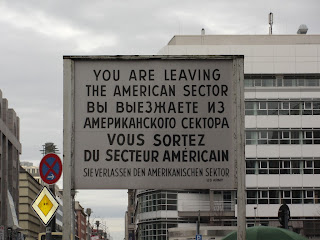 YOU ARE LEAVING
THE AMERICAN SECTOR
ВЫ ВЫЕЗЖАЕТЕ ИЗ
АМЕРИКАНСКОГО СЕКТОРА
VOUS SORTEZ
DU SECTEUR AMÉRICAIN
SIE VERLASSEN DEN AMERIKANISCHEN SEKTOR